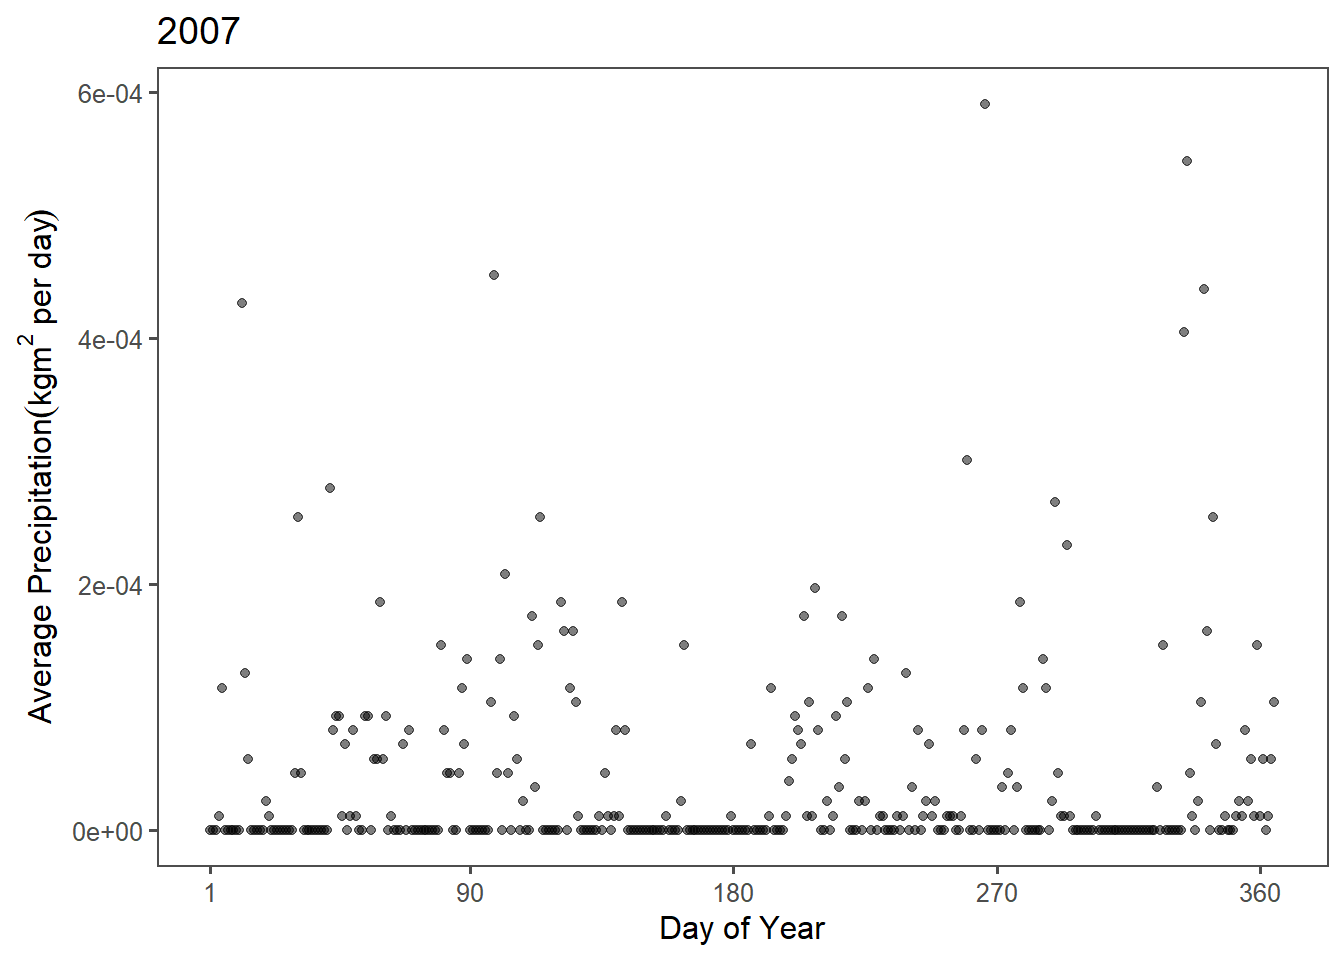 2007
6e-04
4e-04
2e-04
0e+00
Average Precipitation(kgm² per day)
1 90 180 270 360
Day of Year